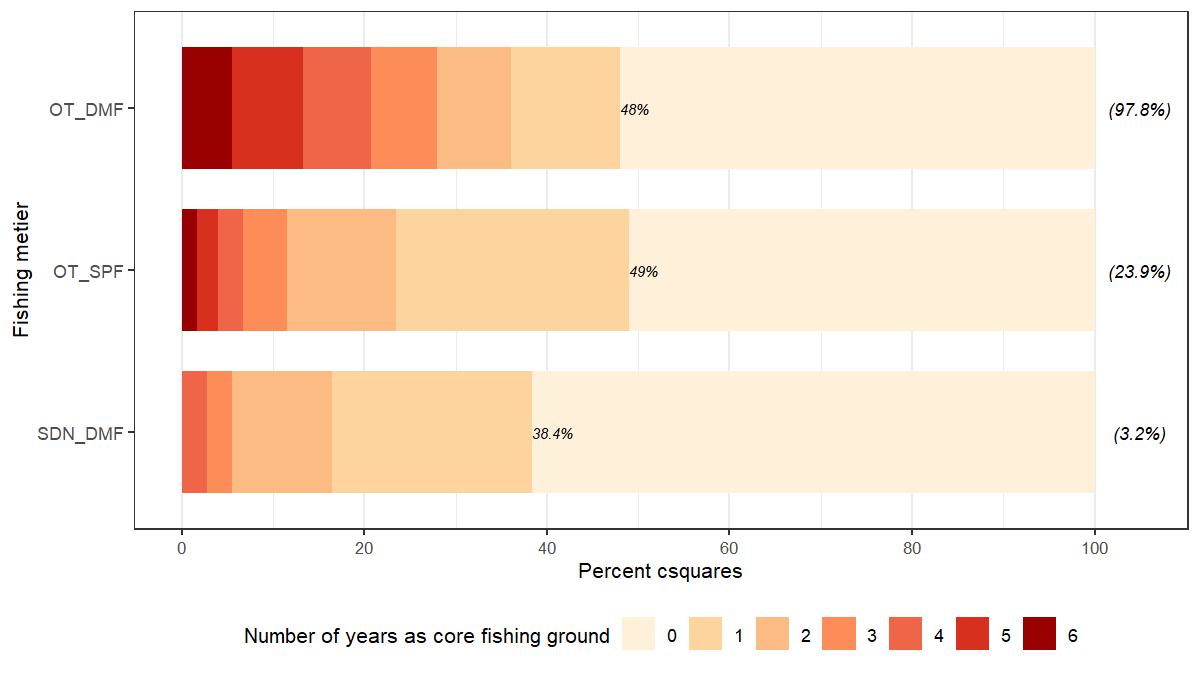 Fishing metier
OT_DMF
48%
(97.8%)
OT_SPF
49%
(23.9%)
SDN_DMF
38.4%
(3.2%)
0 20 40 60 80 100
Percent csquares
Number of years as core fishing ground 0 1 2 3 4 5 6